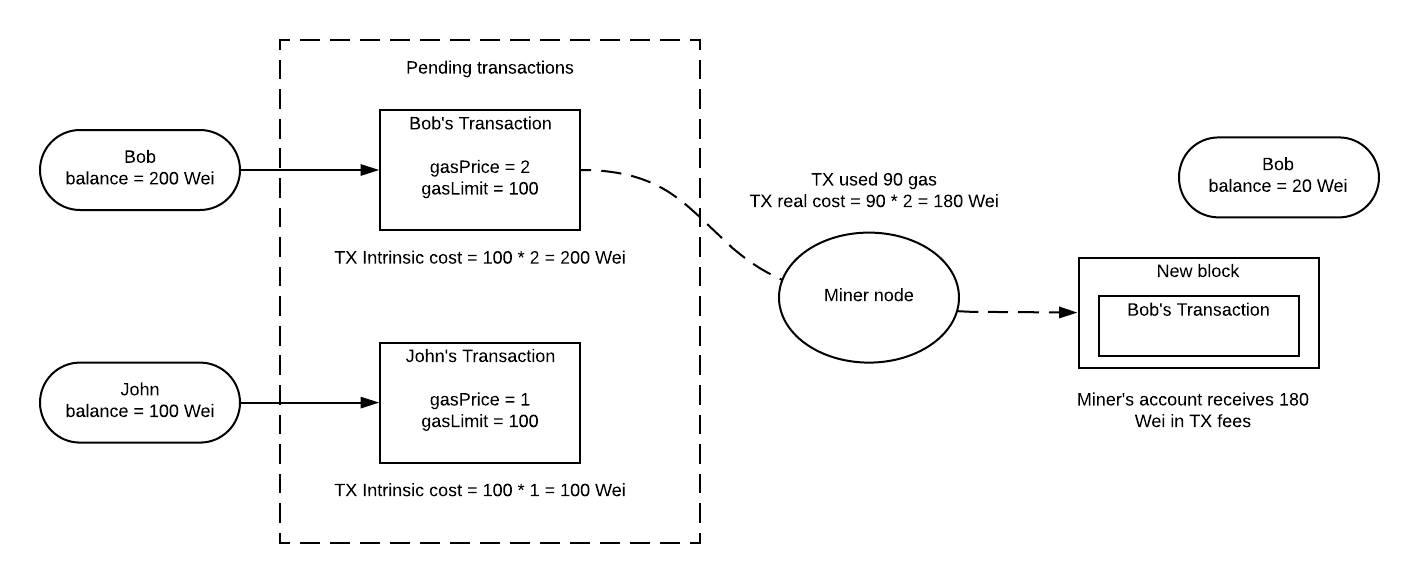 Pending transactions
Bob
balance = 200 Wei
Bob's Transaction
gasPrice = 2
gasLimit = 100
TX Intrinsic cost = 100 * 2 = 200 Wei
John
balance = 100 Wei
John's Transaction
gasPrice = 1
gasLimit = 100
TX Intrinsic cost = 100 * 1 = 100 Wei
TX used 90 gas
TX real cost = 90 * 2 = 180 Wei
Miner node
Bob
balance = 20 Wei
New block
Bob's Transaction
Miner's account receives 180
Wei in TX fees